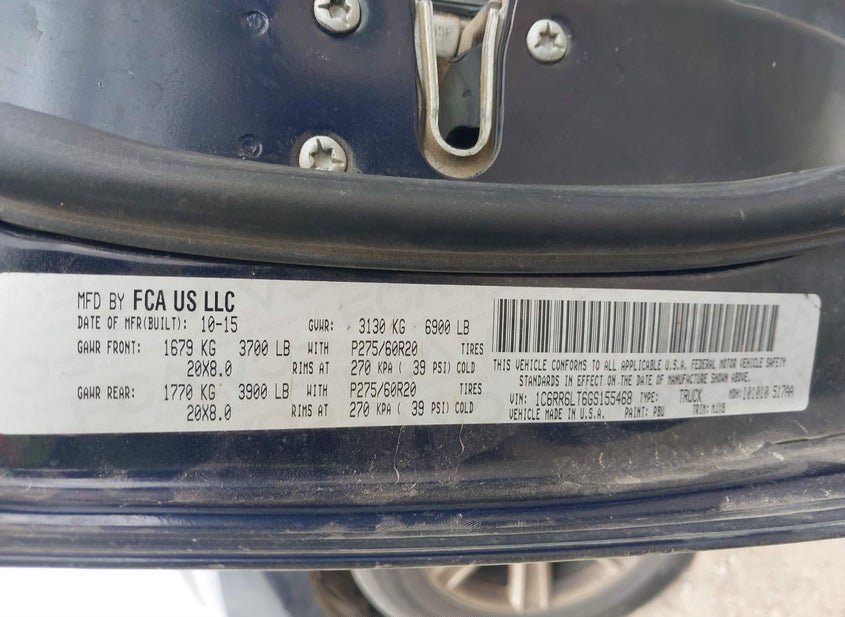 MFD BY FCA US LLC
DATE OF MFR(BUILT): 10-15 GVWR: 3130 KG 6900 LB
GAWR FRONT: 1679 KG 3700 LB WITH P275/60R20 TIRES
20X8.0 RIMS AT 270 KPA ( 39 PSI) COLD
GAWR REAR: 1770 KG 3900 LB WITH P275/60R20 TIRES
20X8.0 RIMS AT 270 KPA ( 39 PSI) COLD
THIS VEHICLE CONFORMS TO ALL APPLICABLE U.S.A. FEDERAL MOTOR VEHICLE SAFETY
STANDARDS IN EFFECT ON THE DATE OF MANUFACTURE SHOWN ABOVE.
VIN: 1C6RR6LT6GS155468 TYPE: TRUCK MDH: 101010 517AA
VEHICLE MADE IN U.S.A. PAINT: PBU TRIM: